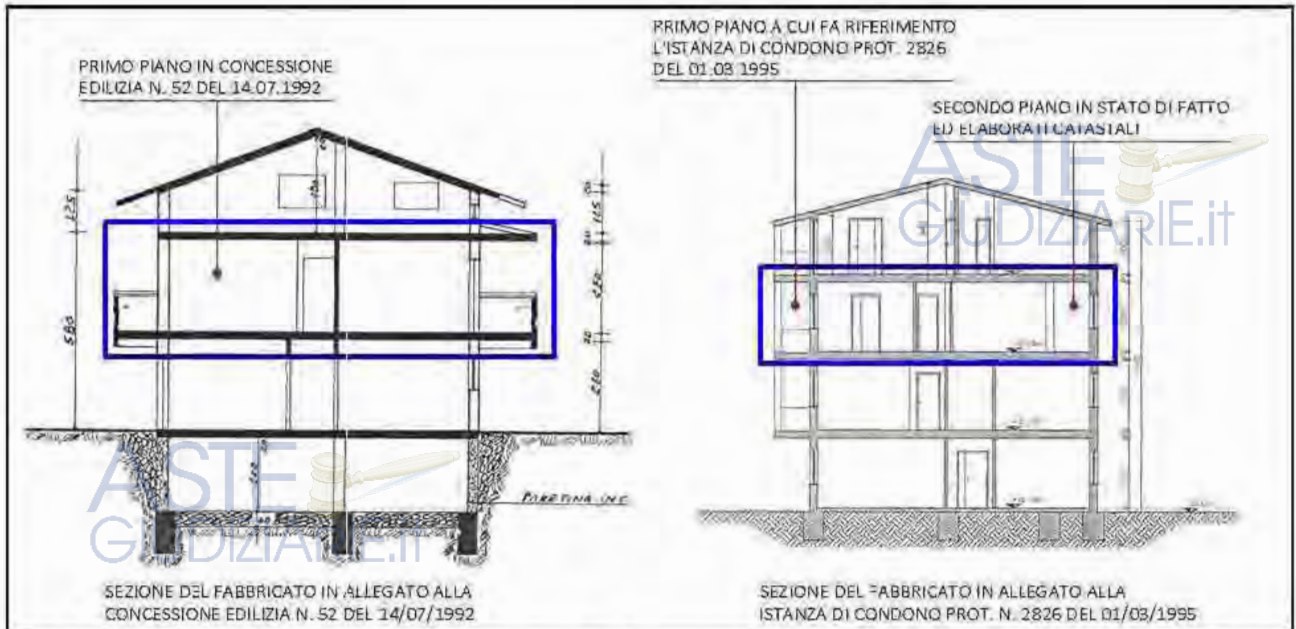 PRIMO PIANO IN CONCESSIONE
EDILIZIA N. 52 DEL 14.07.1992
PRIMO PIANO A CUI FA RIFERIMENTO
L'ISTANZA DI CONDONO PROT. 2826
DEL 01.03 1995
SECONDO PIANO IN STATO DI FATTO
ED ELABORATI CATASTALI
ASTE
GIUDIZIARIE.it
125
580
ASTE
GIUDIZIARIE.it
SEZIONE DEL FABBRICATO IN ALLEGATO ALLA
CONCESSIONE EDILIZIA N. 52 DEL 14/07/1992
SEZIONE DEL FABBRICATO IN ALLEGATO ALLA
ISTANZA DI CONDONO PROT. N. 2826 DEL 01/03/1995